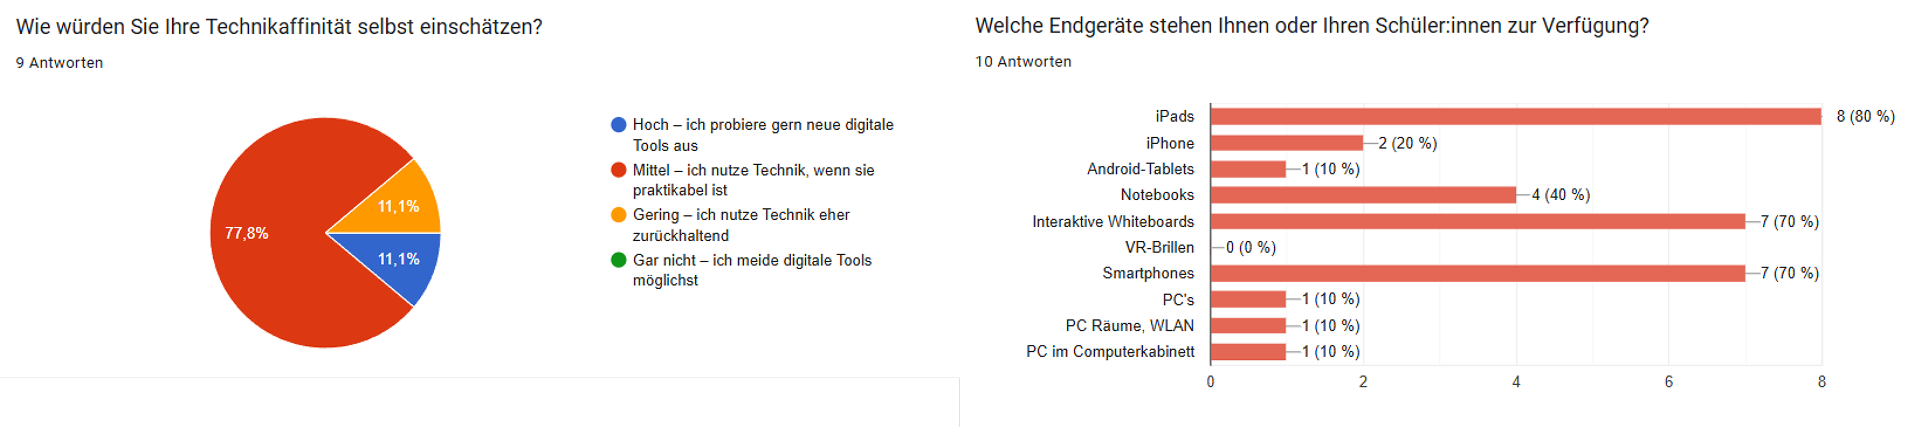 Wie würden Sie Ihre Technikaffinität selbst einschätzen?
9 Antworten
77,8%
11,1%
11,1%
Hoch – ich probiere gern neue digitale
Tools aus
Mittel – ich nutze Technik, wenn sie
praktikabel ist
Gering – ich nutze Technik eher
zurückhaltend
Gar nicht – ich meide digitale Tools
möglichst
Welche Endgeräte stehen Ihnen oder Ihren Schüler:innen zur Verfügung?
10 Antworten
iPads 8 (80 %)
iPhone 2 (20 %)
Android-Tablets 1 (10 %)
Notebooks 4 (40 %)
Interaktive Whiteboards 7 (70 %)
VR-Brillen 0 (0 %)
Smartphones 7 (70 %)
PC's 1 (10 %)
PC Räume, WLAN 1 (10 %)
PC im Computerkabinett 1 (10 %)
0 2 4 6 8